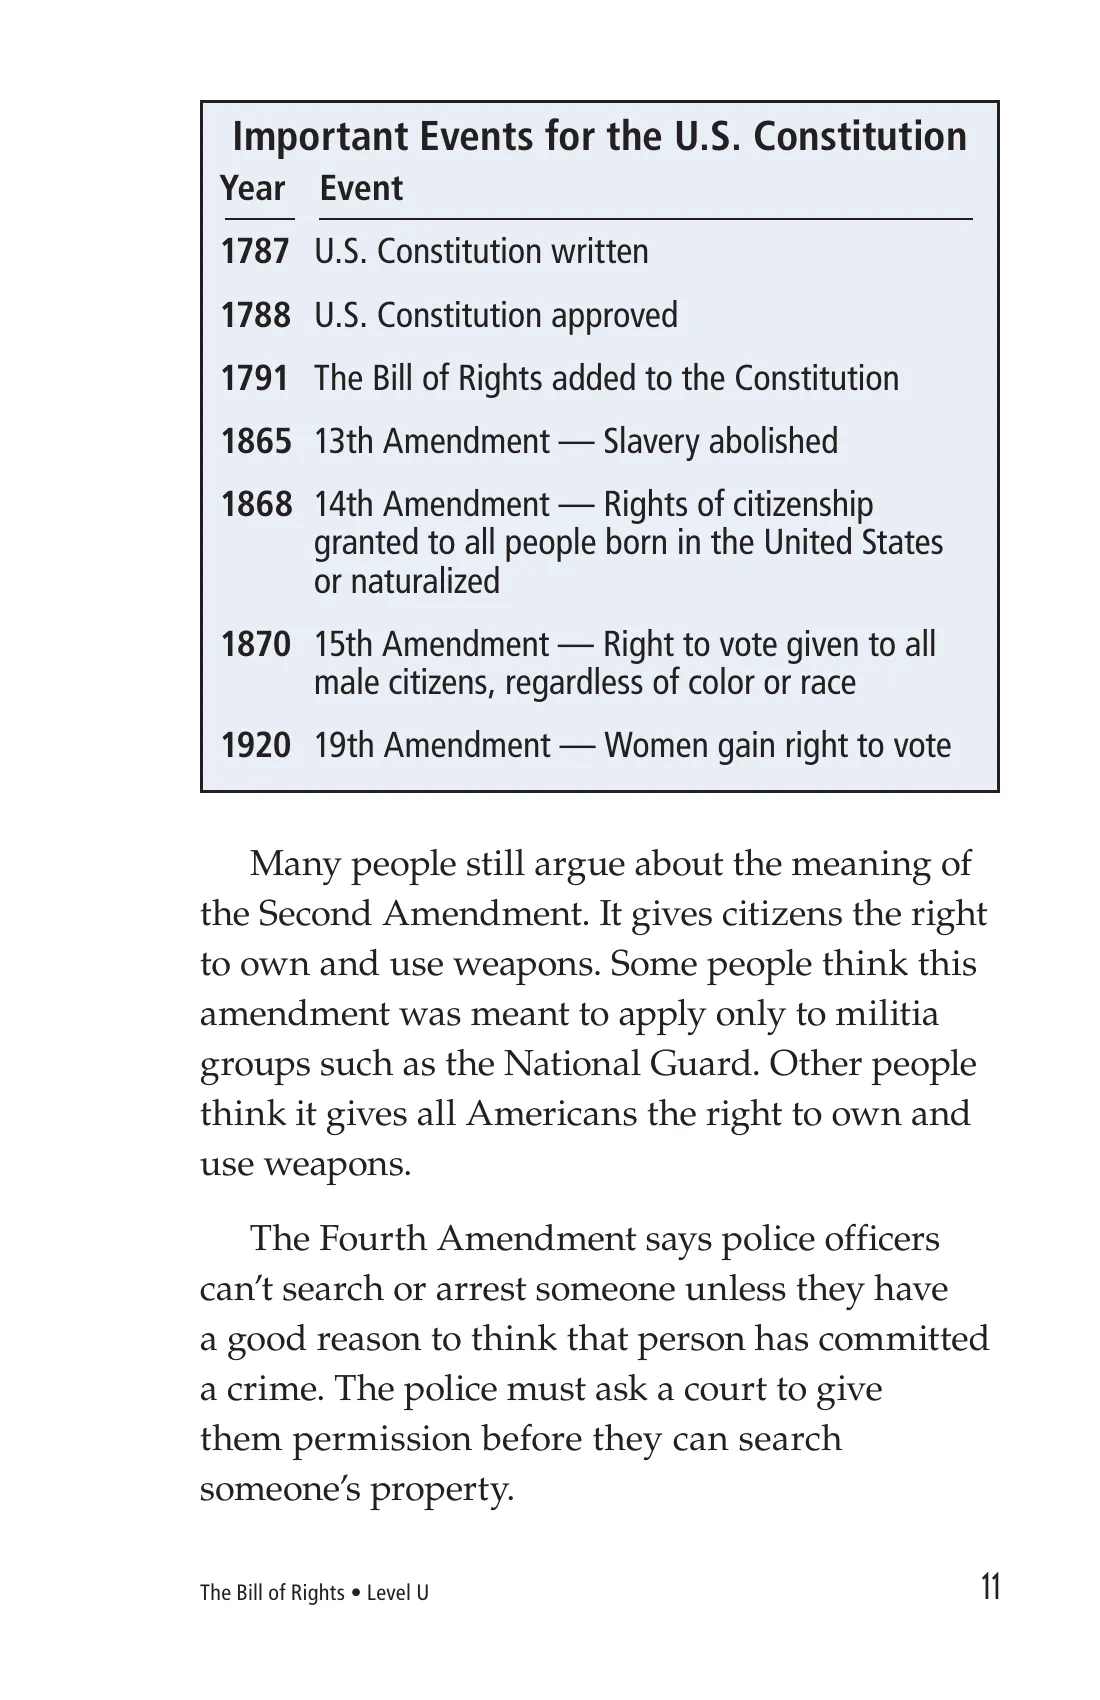 Important Events for the U.S. Constitution
Year Event
1787 U.S. Constitution written
1788 U.S. Constitution approved
1791 The Bill of Rights added to the Constitution
1865 13th Amendment — Slavery abolished
1868 14th Amendment — Rights of citizenship
granted to all people born in the United States
or naturalized
1870 15th Amendment — Right to vote given to all
male citizens, regardless of color or race
1920 19th Amendment — Women gain right to vote
Many people still argue about the meaning of
the Second Amendment. It gives citizens the right
to own and use weapons. Some people think this
amendment was meant to apply only to militia
groups such as the National Guard. Other people
think it gives all Americans the right to own and
use weapons.
The Fourth Amendment says police officers
can’t search or arrest someone unless they have
a good reason to think that person has committed
a crime. The police must ask a court to give
them permission before they can search
someone’s property.
The Bill of Rights • Level U 11